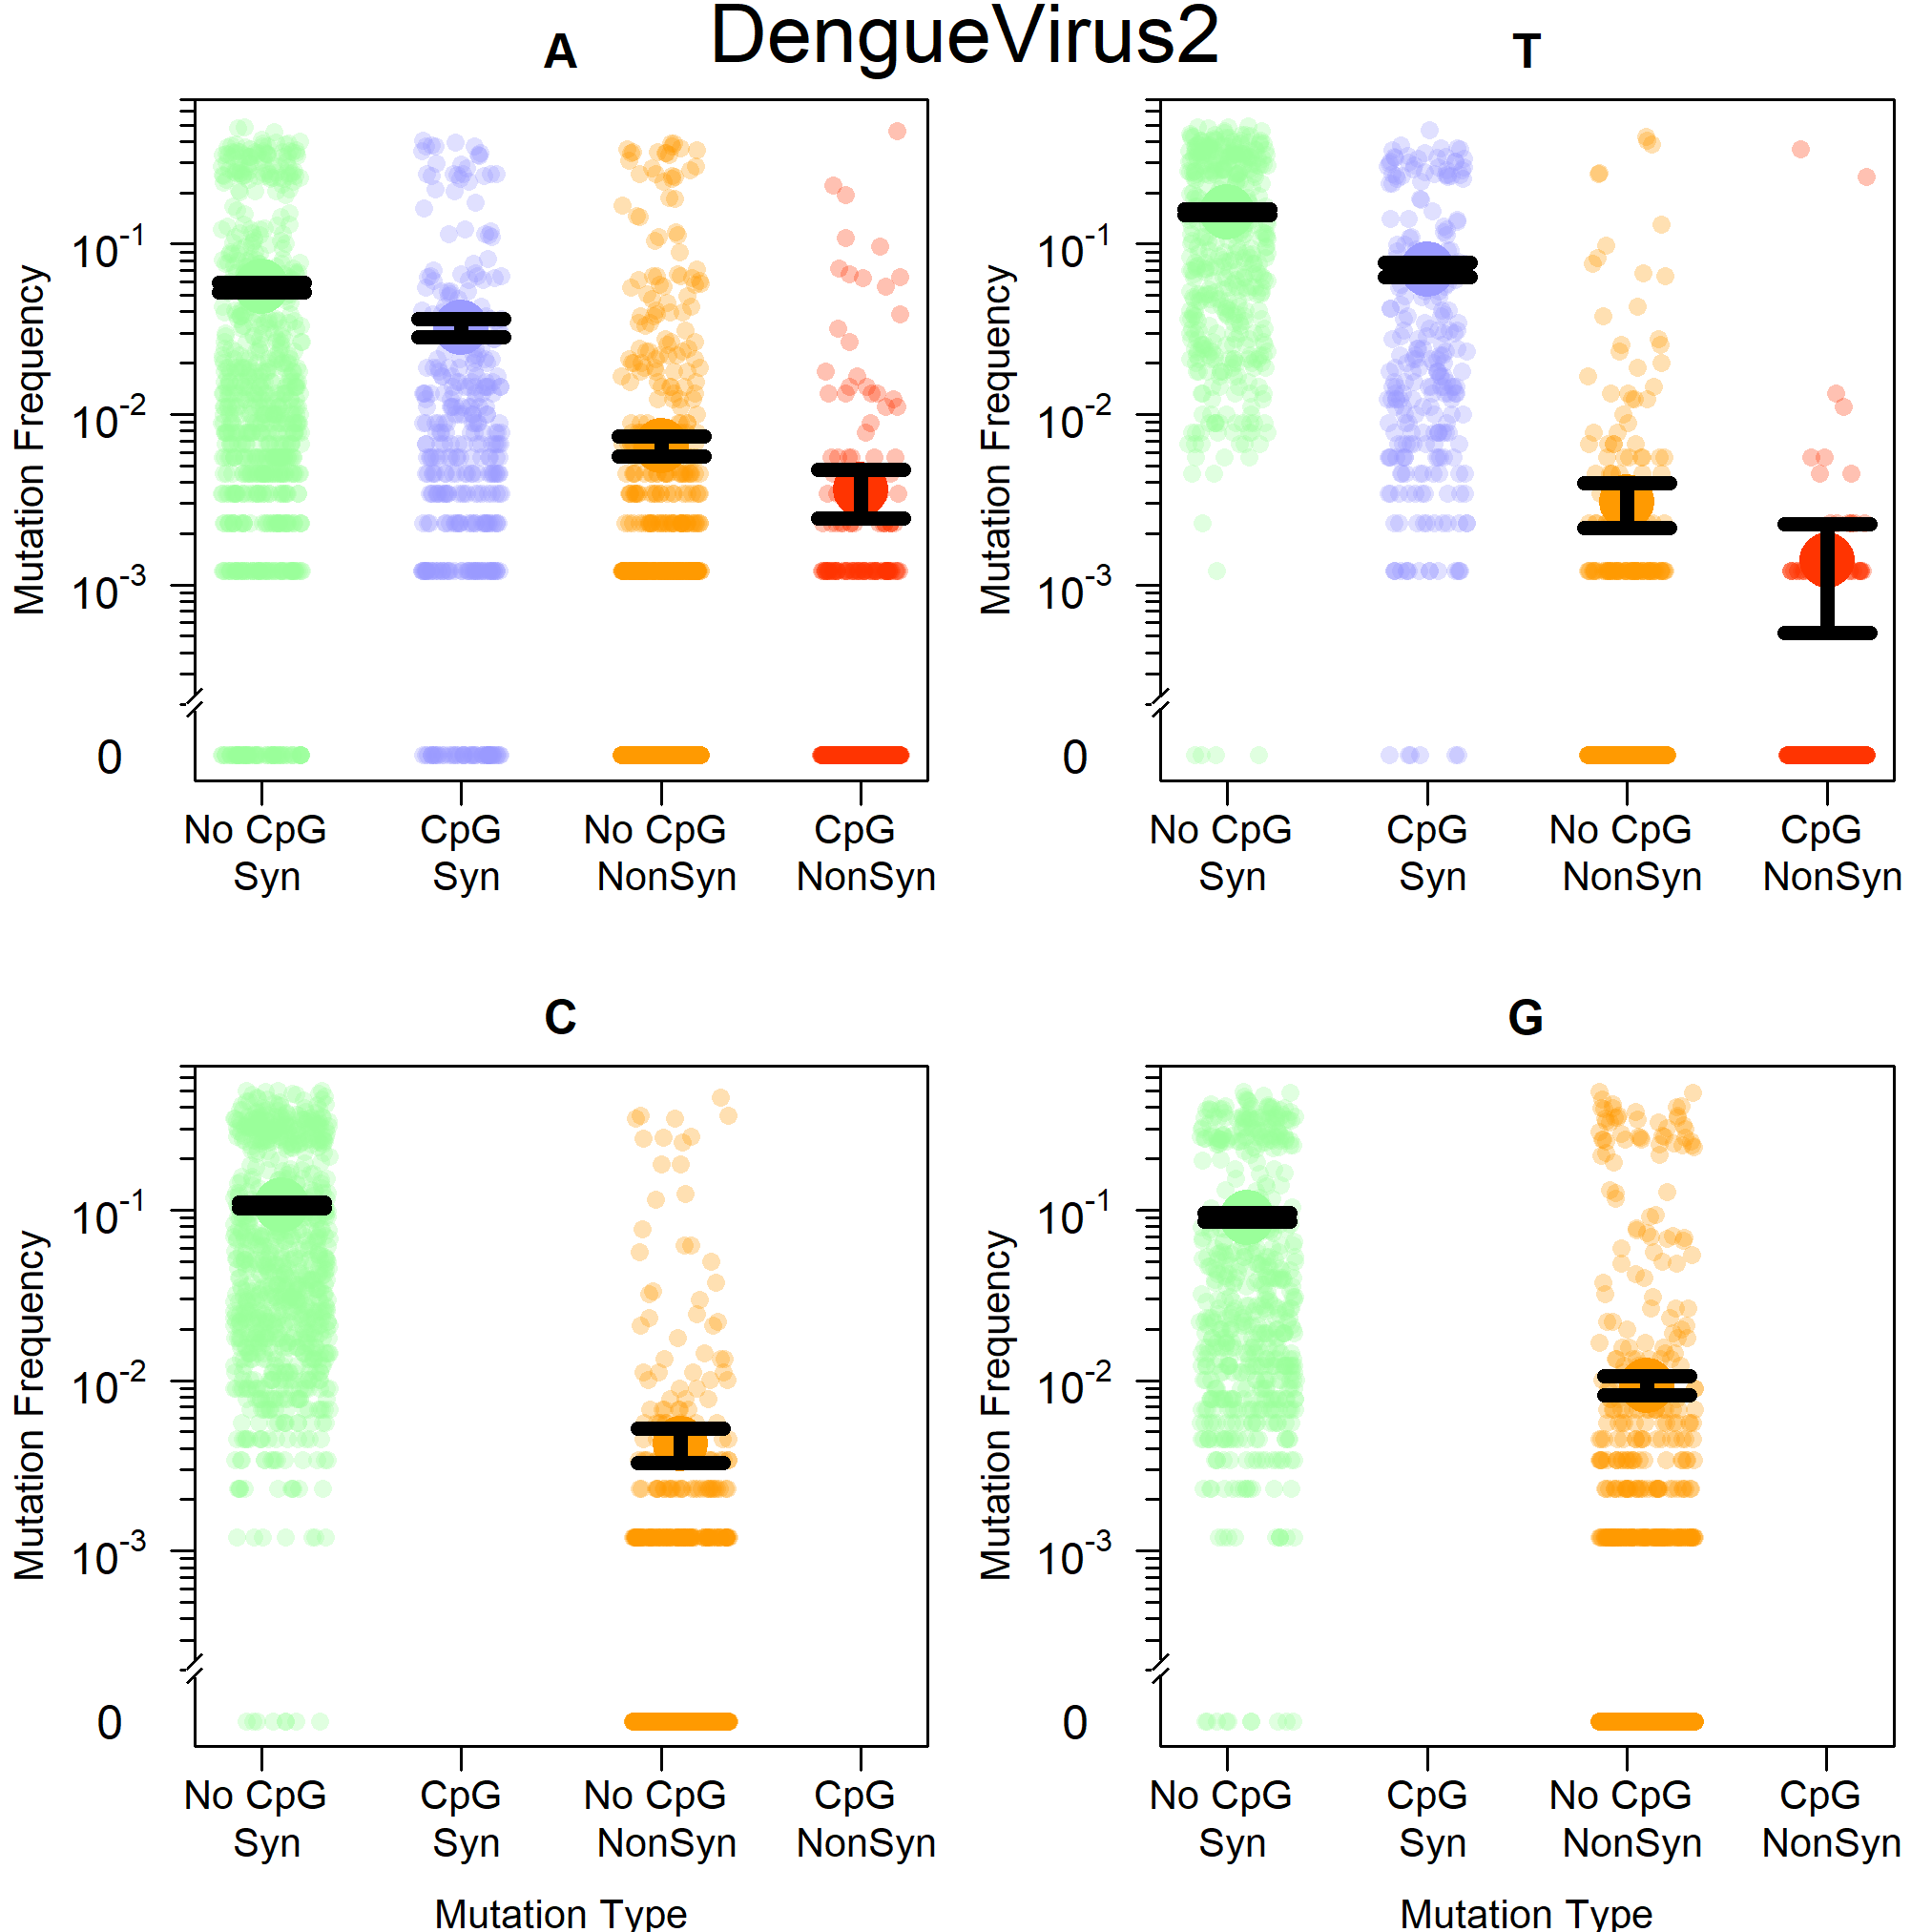 DengueVirus2
A
T
Mutation Frequency
10^-1
10^-2
10^-3
0
No CpG CpG No CpG CpG
Syn Syn NonSyn NonSyn
Mutation Frequency
10^-1
10^-2
10^-3
0
No CpG CpG No CpG CpG
Syn Syn NonSyn NonSyn
C
G
Mutation Frequency
10^-1
10^-2
10^-3
0
No CpG CpG No CpG CpG
Syn Syn NonSyn NonSyn
Mutation Type
Mutation Frequency
10^-1
10^-2
10^-3
0
No CpG CpG No CpG CpG
Syn Syn NonSyn NonSyn
Mutation Type